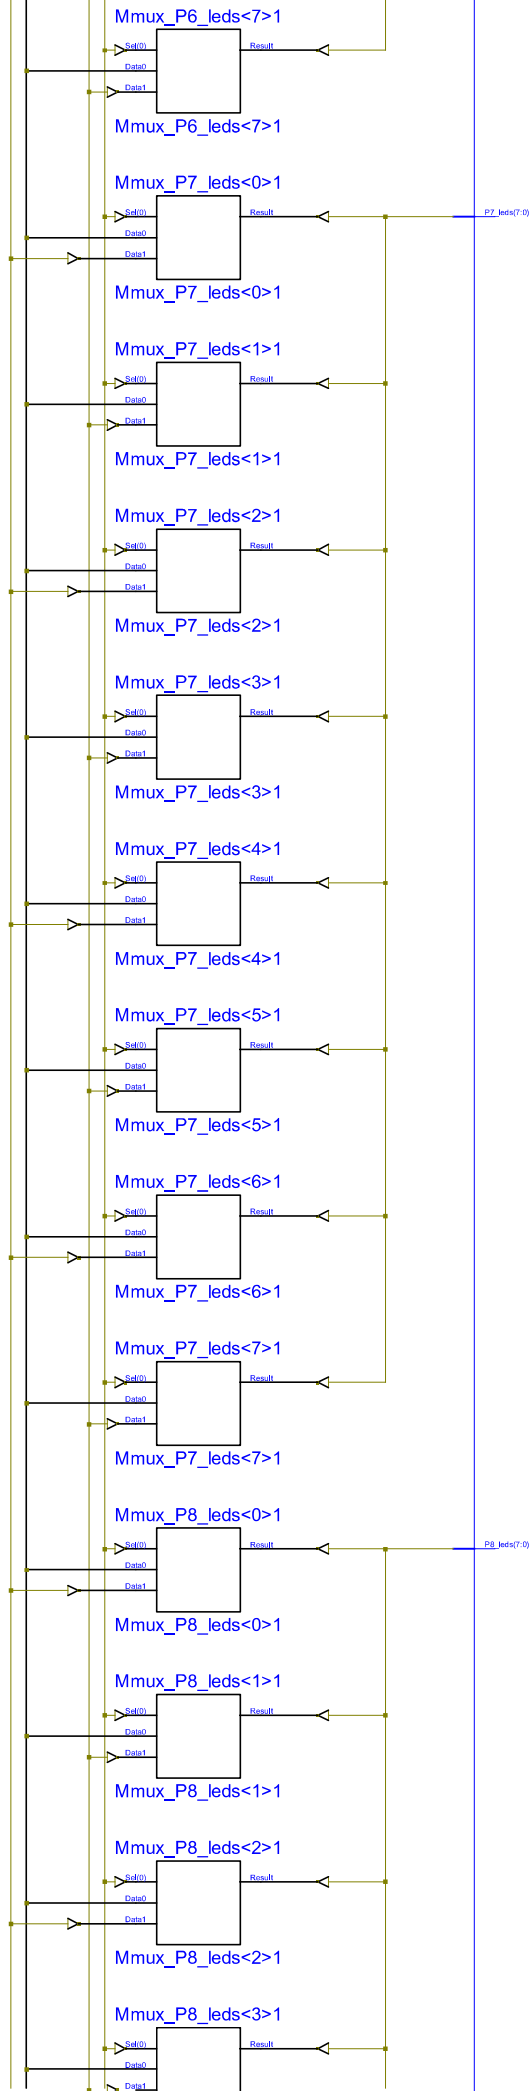 Mmux_P6_leds<7>1
Sel(0)
Result
Data0
Data1
Mmux_P6_leds<7>1
Mmux_P7_leds<0>1
Sel(0)
Result
P7_leds(7:0)
Data0
Data1
Mmux_P7_leds<0>1
Mmux_P7_leds<1>1
Sel(0)
Result
Data0
Data1
Mmux_P7_leds<1>1
Mmux_P7_leds<2>1
Sel(0)
Result
Data0
Data1
Mmux_P7_leds<2>1
Mmux_P7_leds<3>1
Sel(0)
Result
Data0
Data1
Mmux_P7_leds<3>1
Mmux_P7_leds<4>1
Sel(0)
Result
Data0
Data1
Mmux_P7_leds<4>1
Mmux_P7_leds<5>1
Sel(0)
Result
Data0
Data1
Mmux_P7_leds<5>1
Mmux_P7_leds<6>1
Sel(0)
Result
Data0
Data1
Mmux_P7_leds<6>1
Mmux_P7_leds<7>1
Sel(0)
Result
Data0
Data1
Mmux_P7_leds<7>1
Mmux_P8_leds<0>1
Sel(0)
Result
P8_leds(7:0)
Data0
Data1
Mmux_P8_leds<0>1
Mmux_P8_leds<1>1
Sel(0)
Result
Data0
Data1
Mmux_P8_leds<1>1
Mmux_P8_leds<2>1
Sel(0)
Result
Data0
Data1
Mmux_P8_leds<2>1
Mmux_P8_leds<3>1
Sel(0)
Result
Data0
Data1